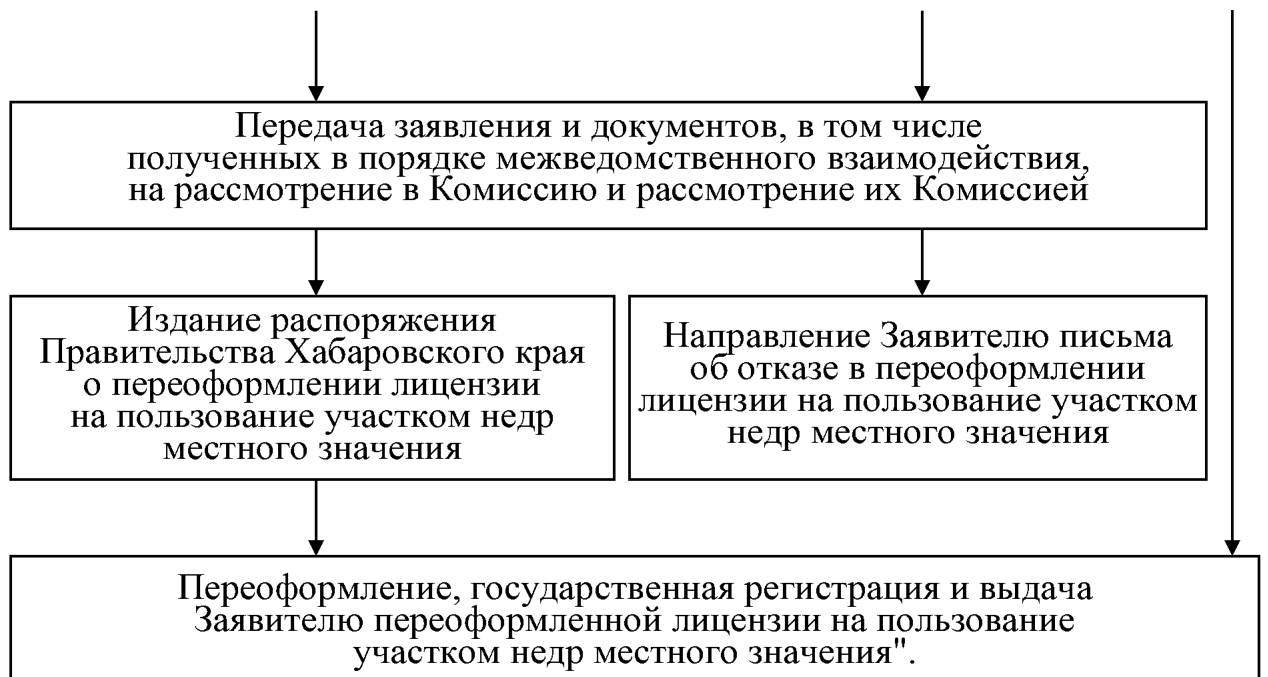 Передача заявления и документов, в том числе
полученных в порядке межведомственного взаимодействия,
на рассмотрение в Комиссию и рассмотрение их Комиссией
Издание распоряжения
Правительства Хабаровского края
о переоформлении лицензии
на пользование участком недр
местного значения
Направление Заявителю письма
об отказе в переоформлении
лицензии на пользование участком
недр местного значения
Переоформление, государственная регистрация и выдача
Заявителю переоформленной лицензии на пользование
участком недр местного значения".